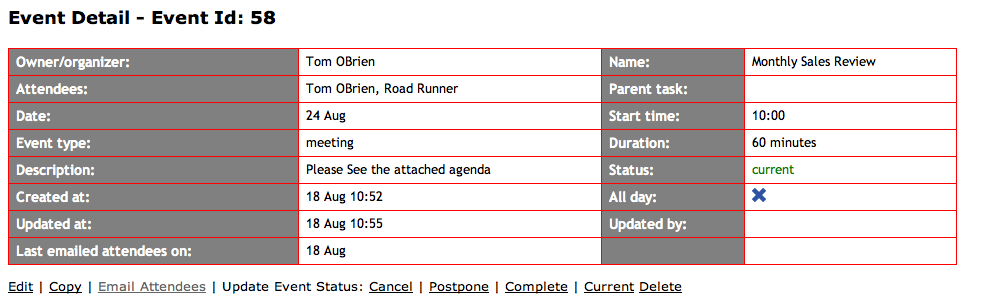 Event Detail - Event Id: 58
Owner/organizer: Tom OBrien Name: Monthly Sales Review
Attendees: Tom OBrien, Road Runner Parent task:
Date: 24 Aug Start time: 10:00
Event type: meeting Duration: 60 minutes
Description: Please See the attached agenda Status: current
Created at: 18 Aug 10:52 All day:
Updated at: 18 Aug 10:55 Updated by:
Last emailed attendees on: 18 Aug
Edit | Copy | Email Attendees | Update Event Status: Cancel | Postpone | Complete | Current Delete